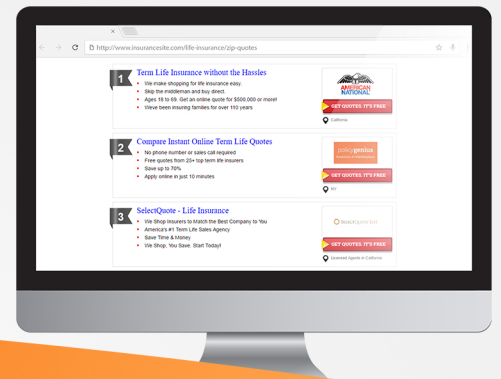 http://www.insurancesite.com/life-insurance/zip-quotes
1
Term Life Insurance without the Hassles
We make shopping for life insurance easy.
Skip the middleman and buy direct.
Ages 18 to 69. Get an online quote for $500,000 or more!
Weve been insuring families for over 110 years
AMERICAN
NATIONAL
GET QUOTES. IT'S FREE
California
2
Compare Instant Online Term Life Quotes
No phone number or sales call required
Free quotes from 25+ top term life insurers
Save up to 70%
Apply online in just 10 minutes
policygenius
GET QUOTES. IT'S FREE
NY
3
SelectQuote - Life Insurance
We Shop Insurers to Match the Best Company to You
America's #1 Term Life Sales Agency
Save Time & Money
We Shop, You Save. Start Today!
GET QUOTES. IT'S FREE
Licensed Agents in California